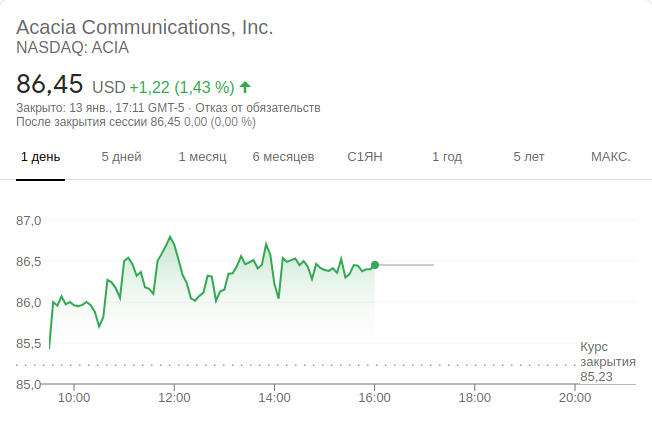 Acacia Communications, Inc.
NASDAQ: ACIA
86,45 USD +1,22 (1,43 %)
Закрыто: 13 янв., 17:11 GMT-5 · Отказ от обязательств
После закрытия сессии 86,45 0,00 (0,00 %)
1 день 5 дней 1 месяц 6 месяцев С1ЯН 1 год 5 лет МАКС.
87,0
86,5
86,0
85,5
Курс
закрытия
85,23
85,0
10:00 12:00 14:00 16:00 18:00 20:00